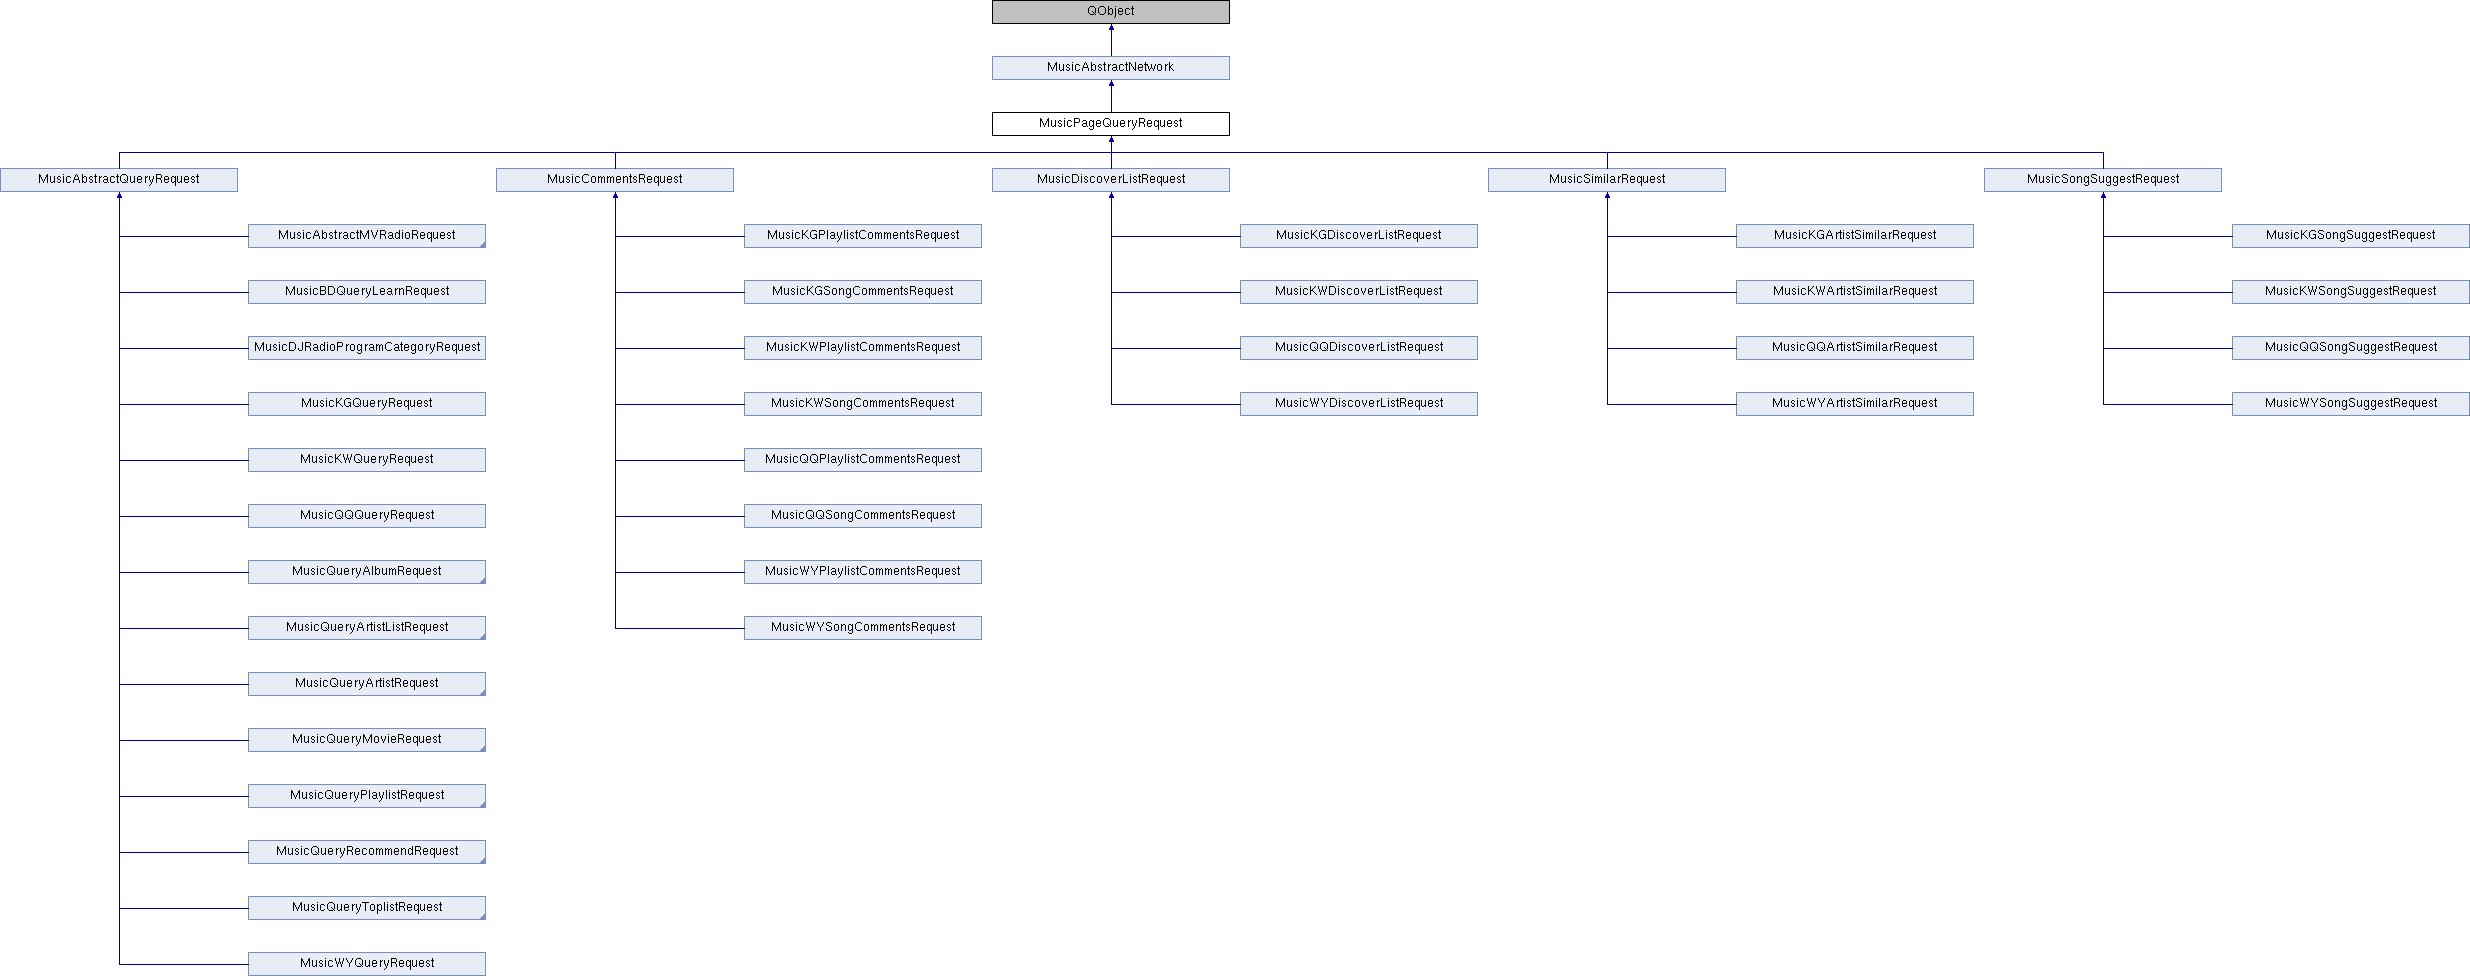 QObject
MusicAbstractNetwork
MusicPageQueryRequest
MusicAbstractQueryRequest
MusicCommentsRequest
MusicDiscoverListRequest
MusicSimilarRequest
MusicSongSuggestRequest
MusicAbstractMVRadioRequest
MusicKGPlaylistCommentsRequest
MusicKGDiscoverListRequest
MusicKGArtistSimilarRequest
MusicKGSongSuggestRequest
MusicBDQueryLearnRequest
MusicKGSongCommentsRequest
MusicKWDiscoverListRequest
MusicKWArtistSimilarRequest
MusicKWSongSuggestRequest
MusicDJRadioProgramCategoryRequest
MusicKWPlaylistCommentsRequest
MusicQQDiscoverListRequest
MusicQQArtistSimilarRequest
MusicQQSongSuggestRequest
MusicKGQueryRequest
MusicKWSongCommentsRequest
MusicWYDiscoverListRequest
MusicWYArtistSimilarRequest
MusicWYSongSuggestRequest
MusicKWQueryRequest
MusicQQPlaylistCommentsRequest
MusicQQQueryRequest
MusicQQSongCommentsRequest
MusicQueryAlbumRequest
MusicWYPlaylistCommentsRequest
MusicQueryArtistListRequest
MusicWYSongCommentsRequest
MusicQueryArtistRequest
MusicQueryMovieRequest
MusicQueryPlaylistRequest
MusicQueryRecommendRequest
MusicQueryToplistRequest
MusicWYQueryRequest